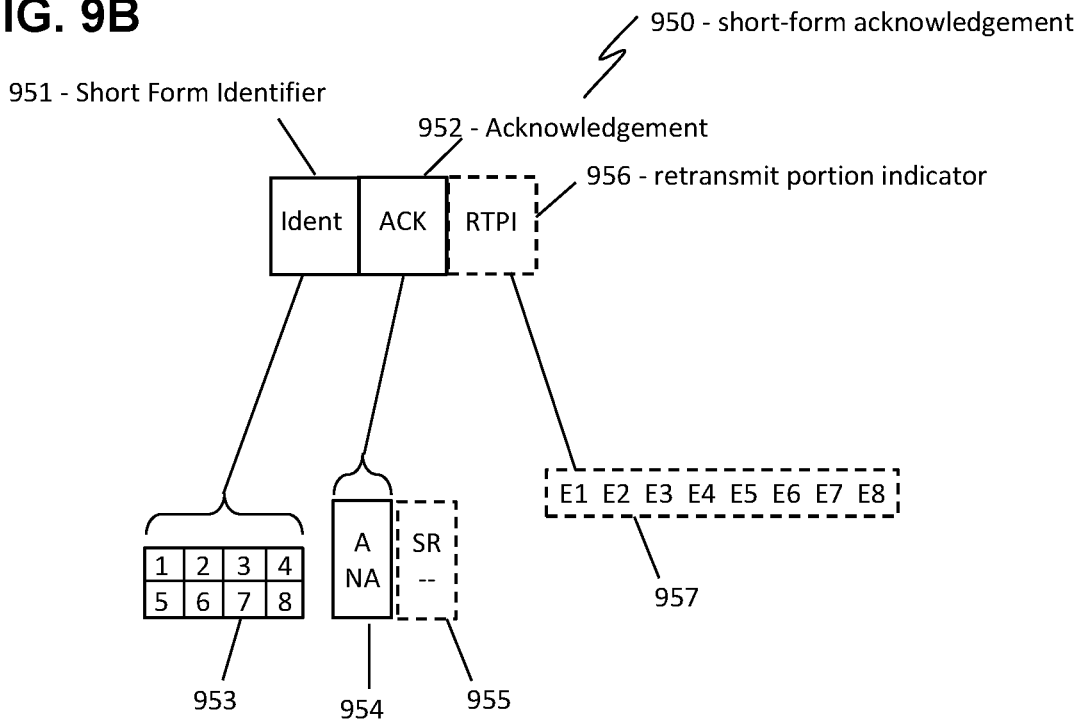 IG. 9B
950 - short-form acknowledgement
951 - Short Form Identifier
952 - Acknowledgement
956 - retransmit portion indicator
Ident ACK RTPI
E1 E2 E3 E4 E5 E6 E7 E8
A SR
NA --
1 2 3 4
5 6 7 8
957
953 954 955